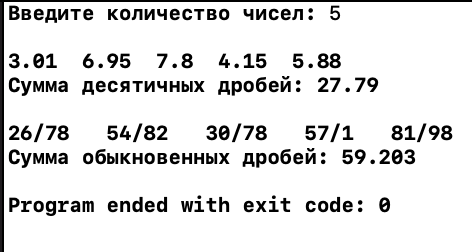 Введите количество чисел: 5
3.01 6.95 7.8 4.15 5.88
Сумма десятичных дробей: 27.79
26/78 54/82 30/78 57/1 81/98
Сумма обыкновенных дробей: 59.203
Program ended with exit code: 0